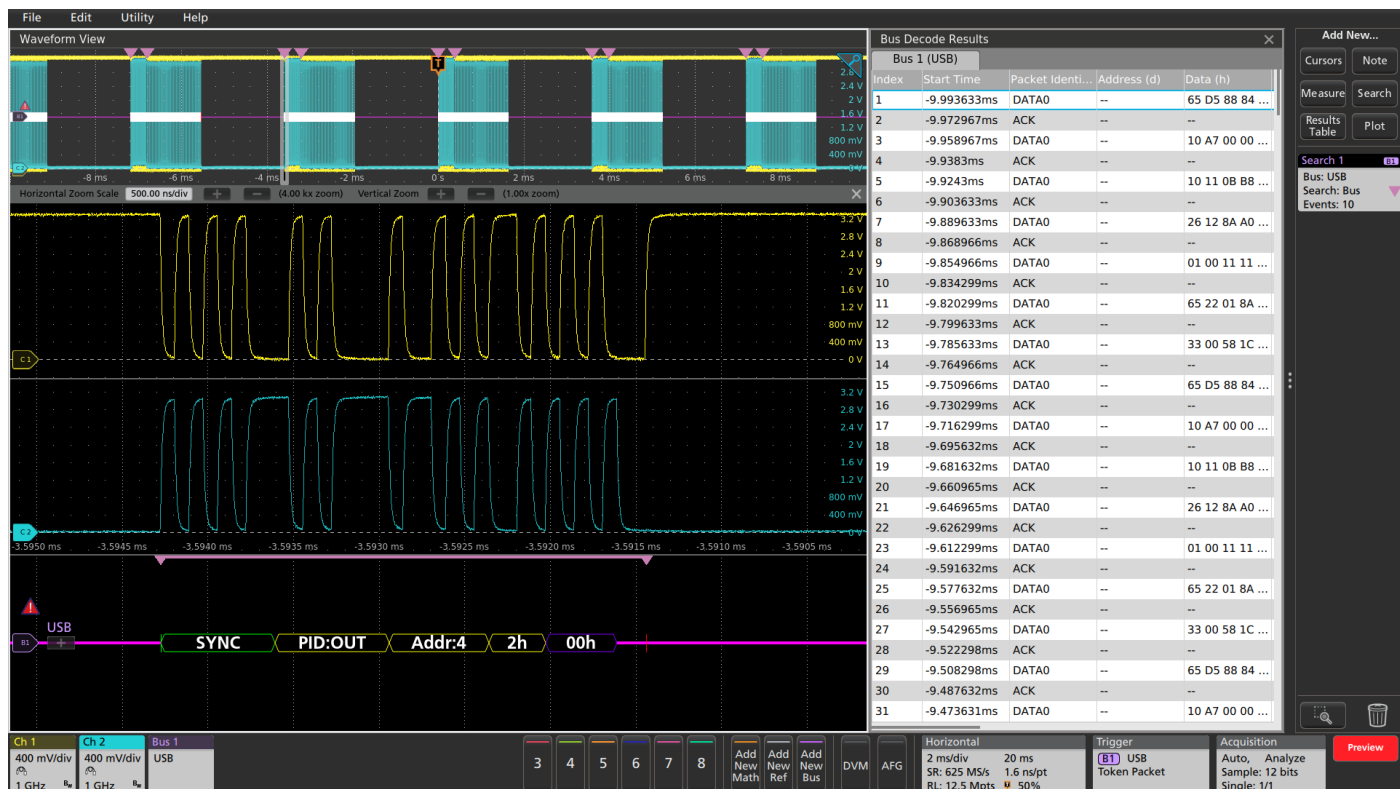 File Edit Utility Help
Waveform View
2.8
2.4 V
2 V
1.6 V
1.2 V
800 mV
400 mV
T
B1
C2
-8 ms -6 ms -4 ms -2 ms 0 s 2 ms 4 ms 6 ms 8 ms
Horizontal Zoom Scale 500.00 ns/div + − (4.00 kx zoom) Vertical Zoom + − (1.00x zoom)
3.2 V
2.8 V
2.4 V
2 V
1.6 V
1.2 V
800 mV
400 mV
0 V
C 1
3.2 V
2.8 V
2.4 V
2 V
1.6 V
1.2 V
800 mV
400 mV
0 V
C 2
-3.5950 ms -3.5945 ms -3.5940 ms -3.5935 ms -3.5930 ms -3.5925 ms -3.5920 ms -3.5915 ms -3.5910 ms -3.5905 ms
USB
B1 + SYNC PID:OUT Addr:4 2h 00h
Bus Decode Results
Bus 1 (USB)
Index Start Time Packet Identi... Address (d) Data (h)
1 -9.993633ms DATA0 -- 65 D5 88 84 ...
2 -9.972967ms ACK -- --
3 -9.958967ms DATA0 -- 10 A7 00 00 ...
4 -9.9383ms ACK -- --
5 -9.9243ms DATA0 -- 10 11 0B B8 ...
6 -9.903633ms ACK -- --
7 -9.889633ms DATA0 -- 26 12 8A A0 ...
8 -9.868966ms ACK -- --
9 -9.854966ms DATA0 -- 01 00 11 11 ...
10 -9.834299ms ACK -- --
11 -9.820299ms DATA0 -- 65 22 01 8A ...
12 -9.799633ms ACK -- --
13 -9.785633ms DATA0 -- 33 00 58 1C ...
14 -9.764966ms ACK -- --
15 -9.750966ms DATA0 -- 65 D5 88 84 ...
16 -9.730299ms ACK -- --
17 -9.716299ms DATA0 -- 10 A7 00 00 ...
18 -9.695632ms ACK -- --
19 -9.681632ms DATA0 -- 10 11 0B B8 ...
20 -9.660965ms ACK -- --
21 -9.646965ms DATA0 -- 26 12 8A A0 ...
22 -9.626299ms ACK -- --
23 -9.612299ms DATA0 -- 01 00 11 11 ...
24 -9.591632ms ACK -- --
25 -9.577632ms DATA0 -- 65 22 01 8A ...
26 -9.556965ms ACK -- --
27 -9.542965ms DATA0 -- 33 00 58 1C ...
28 -9.522298ms ACK -- --
29 -9.508298ms DATA0 -- 65 D5 88 84 ...
30 -9.487632ms ACK -- --
31 -9.473631ms DATA0 -- 10 A7 00 00 ...
Add New...
Cursors Note
Measure Search
Results Table Plot
Search 1 B1
Bus: USB
Search: Bus
Events: 10
Ch 1
400 mV/div
1 GHz
Ch 2
400 mV/div
1 GHz
Bus 1
USB
3 4 5 6 7 8
Add New Math
Add New Ref
Add New Bus
DVM AFG
Horizontal
2 ms/div 20 ms
SR: 625 MS/s 1.6 ns/pt
RL: 12.5 Mpts T 50%
Trigger
B1 USB
Token Packet
Acquisition
Auto, Analyze
Sample: 12 bits
Single: 1/1
Preview